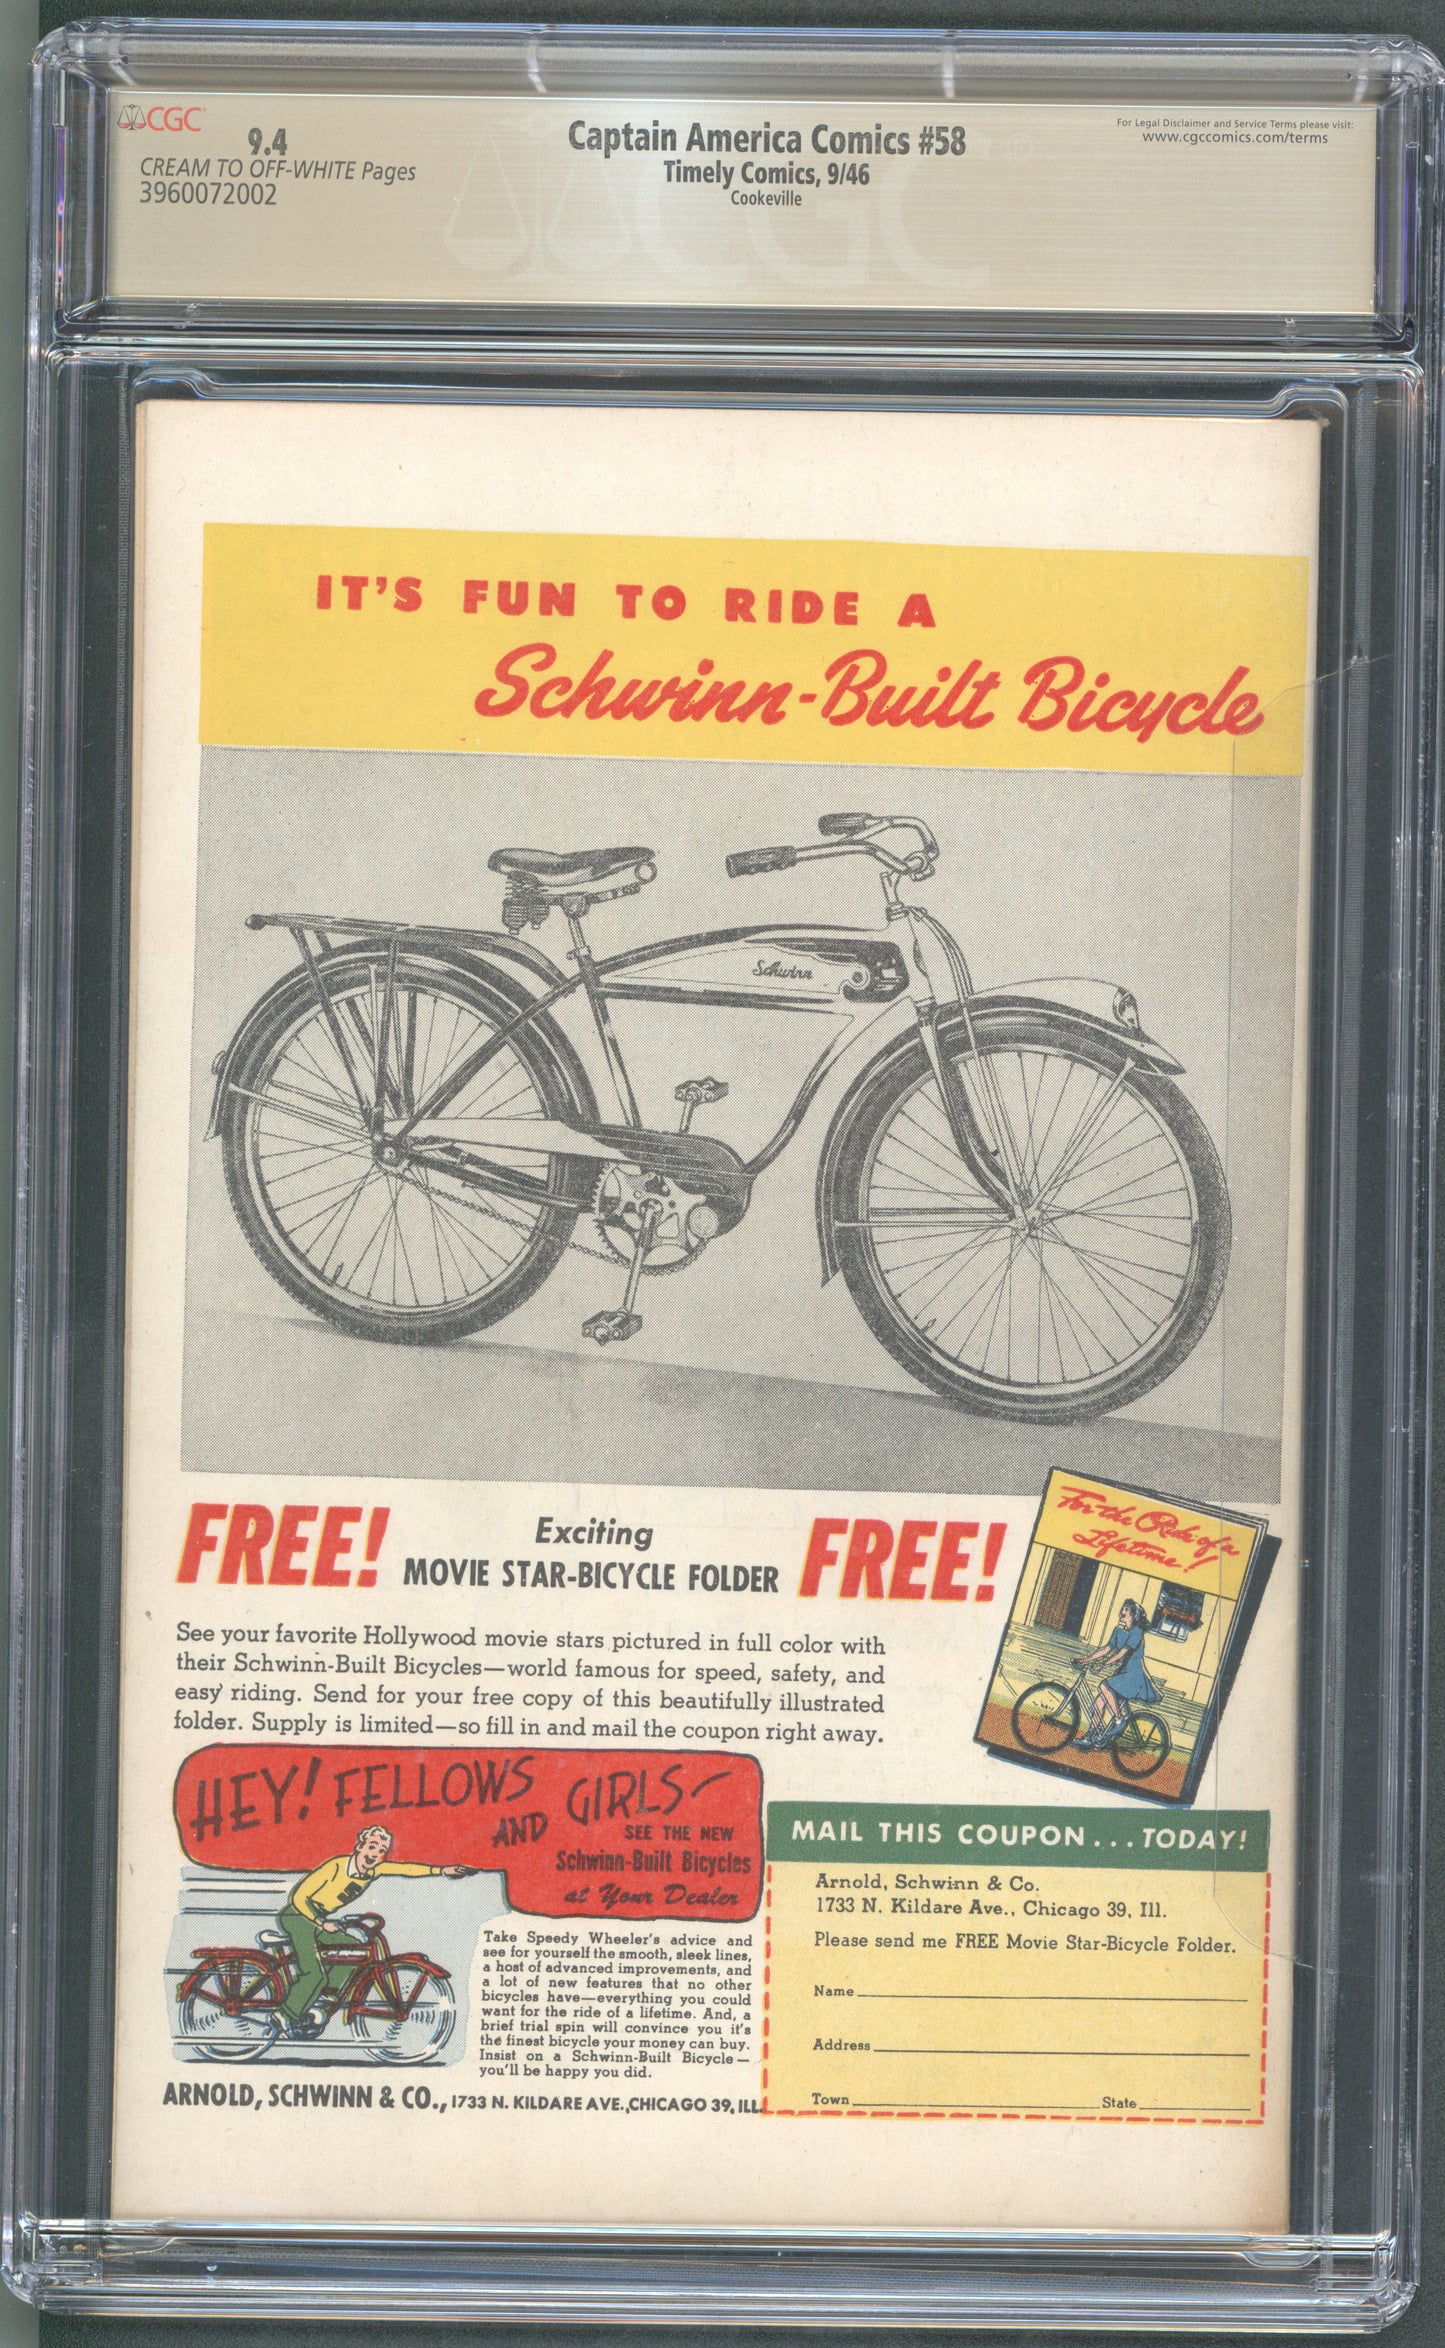 CGC
9.4
CREAM TO OFF-WHITE Pages
3960072002
Captain America Comics #58
Timely Comics, 9/46
Cookeville
For Legal Disclaimer and Service Terms please visit:
www.cgccomics.com/terms
CGC
IT'S FUN TO RIDE A
Schwinn-Built Bicycle
Schwinn
FREE!
Exciting
MOVIE STAR-BICYCLE FOLDER
FREE!
For the Ride of a
Lifetime!
See your favorite Hollywood movie stars pictured in full color with
their Schwinn-Built Bicycles—world famous for speed, safety, and
easy riding. Send for your free copy of this beautifully illustrated
folder. Supply is limited—so fill in and mail the coupon right away.
HEY! FELLOWS
AND GIRLS—
SEE THE NEW
Schwinn-Built Bicycles
at Your Dealer
Take Speedy Wheeler's advice and
see for yourself the smooth, sleek lines,
a host of advanced improvements, and
a lot of new features that no other
bicycles have—everything you could
want for the ride of a lifetime. And, a
brief trial spin will convince you it's
the finest bicycle your money can buy.
Insist on a Schwinn-Built Bicycle—
you'll be happy you did.
ARNOLD, SCHWINN & CO., 1733 N. KILDARE AVE., CHICAGO 39, ILL.
MAIL THIS COUPON...TODAY!
Arnold, Schwinn & Co.
1733 N. Kildare Ave., Chicago 39, Ill.
Please send me FREE Movie Star-Bicycle Folder.
Name
Address
Town State